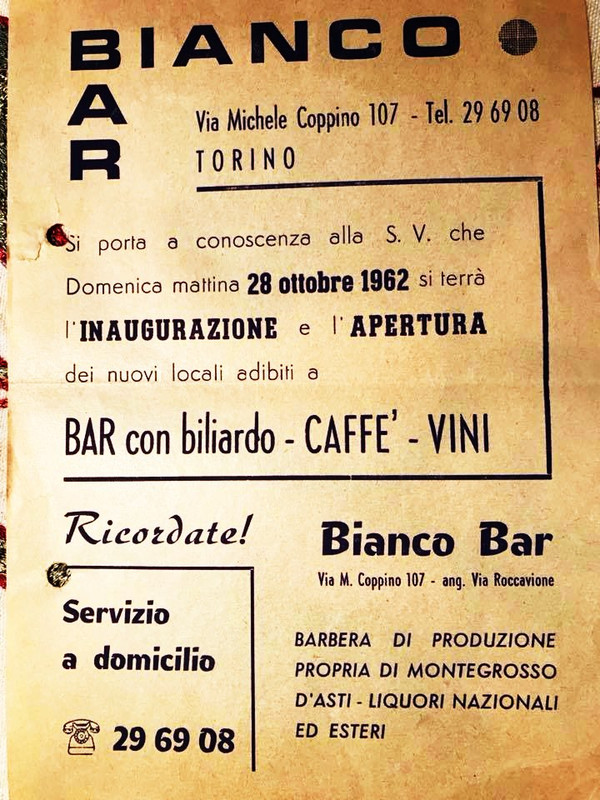 BIANCO
BAR
Via Michele Coppino 107 - Tel. 29 69 08
TORINO
Si porta a conoscenza alla S. V. che
Domenica mattina 28 ottobre 1962 si terrà
l'INAUGURAZIONE e l'APERTURA
dei nuovi locali adibiti a
BAR con biliardo - CAFFE' - VINI
Ricordate!
Servizio
a domicilio
29 69 08
Bianco Bar
Via M. Coppino 107 - ang. Via Roccavione
BARBERA DI PRODUZIONE
PROPRIA DI MONTEGROSSO
D'ASTI - LIQUORI NAZIONALI
ED ESTERI